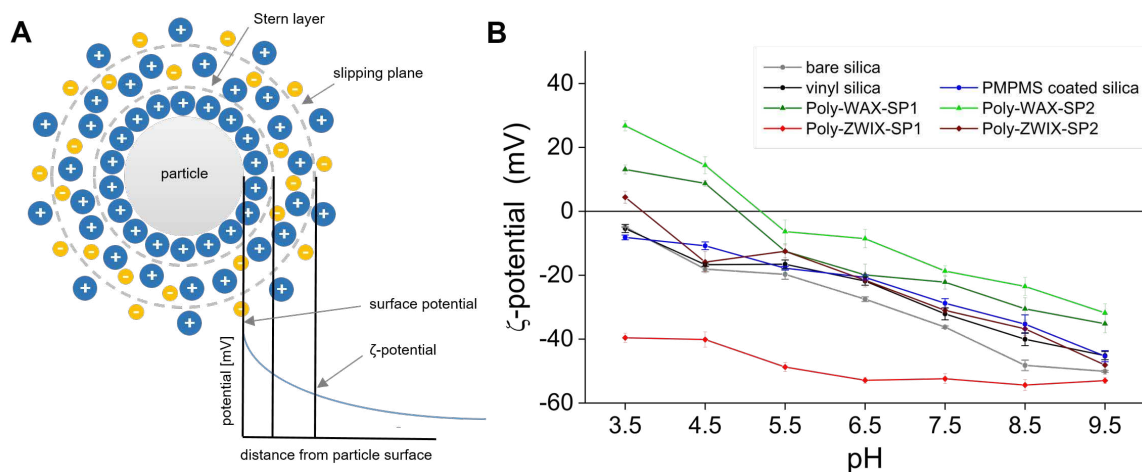 A
Stern layer
slipping plane
particle
surface potential
ζ-potential
potential [mV]
distance from particle surface
B
bare silica
vinyl silica
PMPMS coated silica
Poly-WAX-SP1
Poly-WAX-SP2
Poly-ZWIX-SP1
Poly-ZWIX-SP2
ζ-potential (mV)
40
20
0
-20
-40
-60
3.5 4.5 5.5 6.5 7.5 8.5 9.5
pH